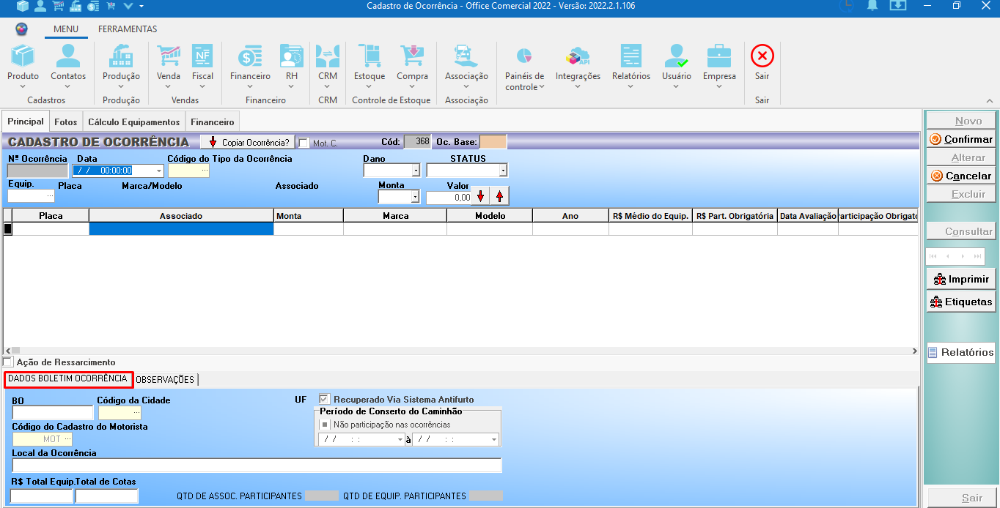 Cadastro de Ocorrência - Office Comercial 2022 - Versão: 2022.2.1.106
MENU FERRAMENTAS
NF API
Produto Contatos Produção Venda Fiscal Financeiro RH CRM Estoque Compra Associação Painéis de controle Integrações Relatórios Usuário Empresa Sair
Cadastros Produção Vendas Financeiro CRM Controle de Estoque Associação Sair
Principal Fotos Cálculo Equipamentos Financeiro
CADASTRO DE OCORRÊNCIA Copiar Ocorrência? Mot. C. Cód: 368 Oc. Base:
Nº Ocorrência Data Código do Tipo da Ocorrência Dano STATUS
/ / 00:00:00 ...
Equip. Placa Marca/Modelo Associado Monta Valor
... 0,00
Placa Associado Monta Marca Modelo Ano R$ Médio do Equip. R$ Part. Obrigatória Data Avaliação articipação Obrigató
Ação de Ressarcimento
DADOS BOLETIM OCORRÊNCIA OBSERVAÇÕES
BO Código da Cidade UF Recuperado Via Sistema Antifurto
...
Período de Conserto do Caminhão
Código do Cadastro do Motorista Não participação nas ocorrências
MOT ... / / : : à / / : :
Local da Ocorrência
R$ Total Equip. Total de Cotas
QTD DE ASSOC. PARTICIPANTES QTD DE EQUIP. PARTICIPANTES
Novo
Confirmar
Alterar
Cancelar
Excluir
Consultar
Imprimir
Etiquetas
Relatórios
Sair